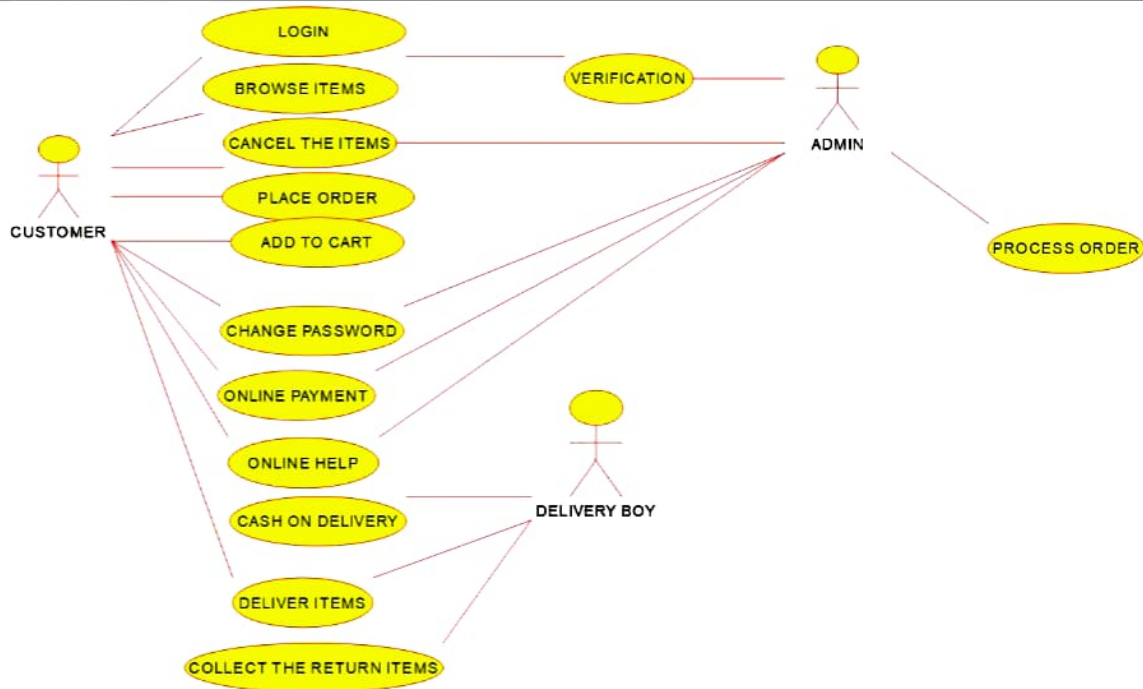 LOGIN
BROWSE ITEMS
VERIFICATION
CANCEL THE ITEMS
ADMIN
PLACE ORDER
CUSTOMER
ADD TO CART
PROCESS ORDER
CHANGE PASSWORD
ONLINE PAYMENT
ONLINE HELP
CASH ON DELIVERY
DELIVERY BOY
DELIVER ITEMS
COLLECT THE RETURN ITEMS